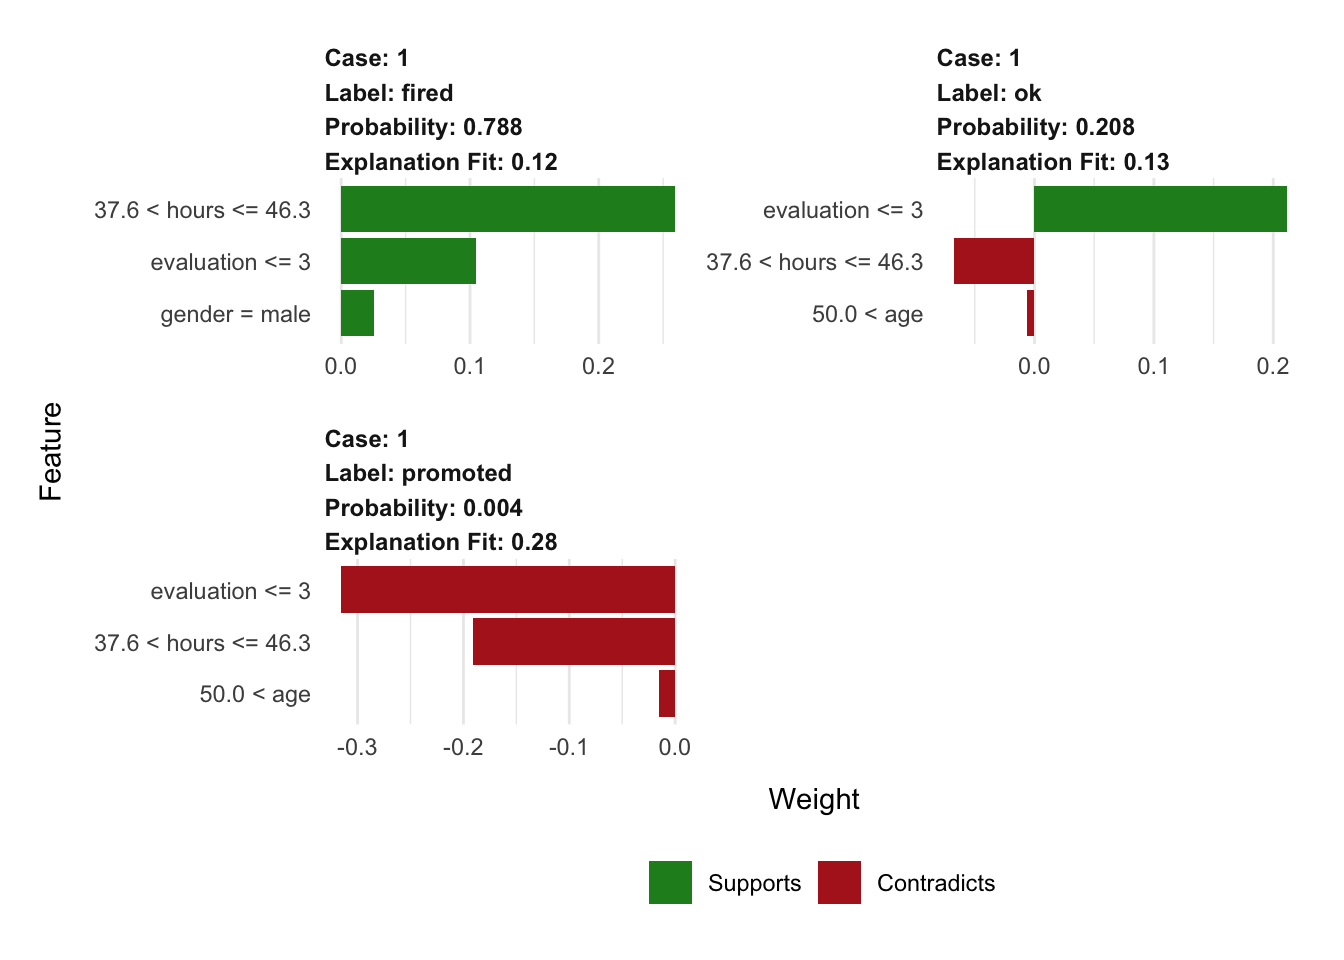 Case: 1
Label: fired
Probability: 0.788
Explanation Fit: 0.12
37.6 < hours <= 46.3
evaluation <= 3
gender = male
0.0 0.1 0.2
Case: 1
Label: ok
Probability: 0.208
Explanation Fit: 0.13
evaluation <= 3
37.6 < hours <= 46.3
50.0 < age
0.0 0.1 0.2
Feature
Case: 1
Label: promoted
Probability: 0.004
Explanation Fit: 0.28
evaluation <= 3
37.6 < hours <= 46.3
50.0 < age
-0.3 -0.2 -0.1 0.0
Weight
Supports Contradicts